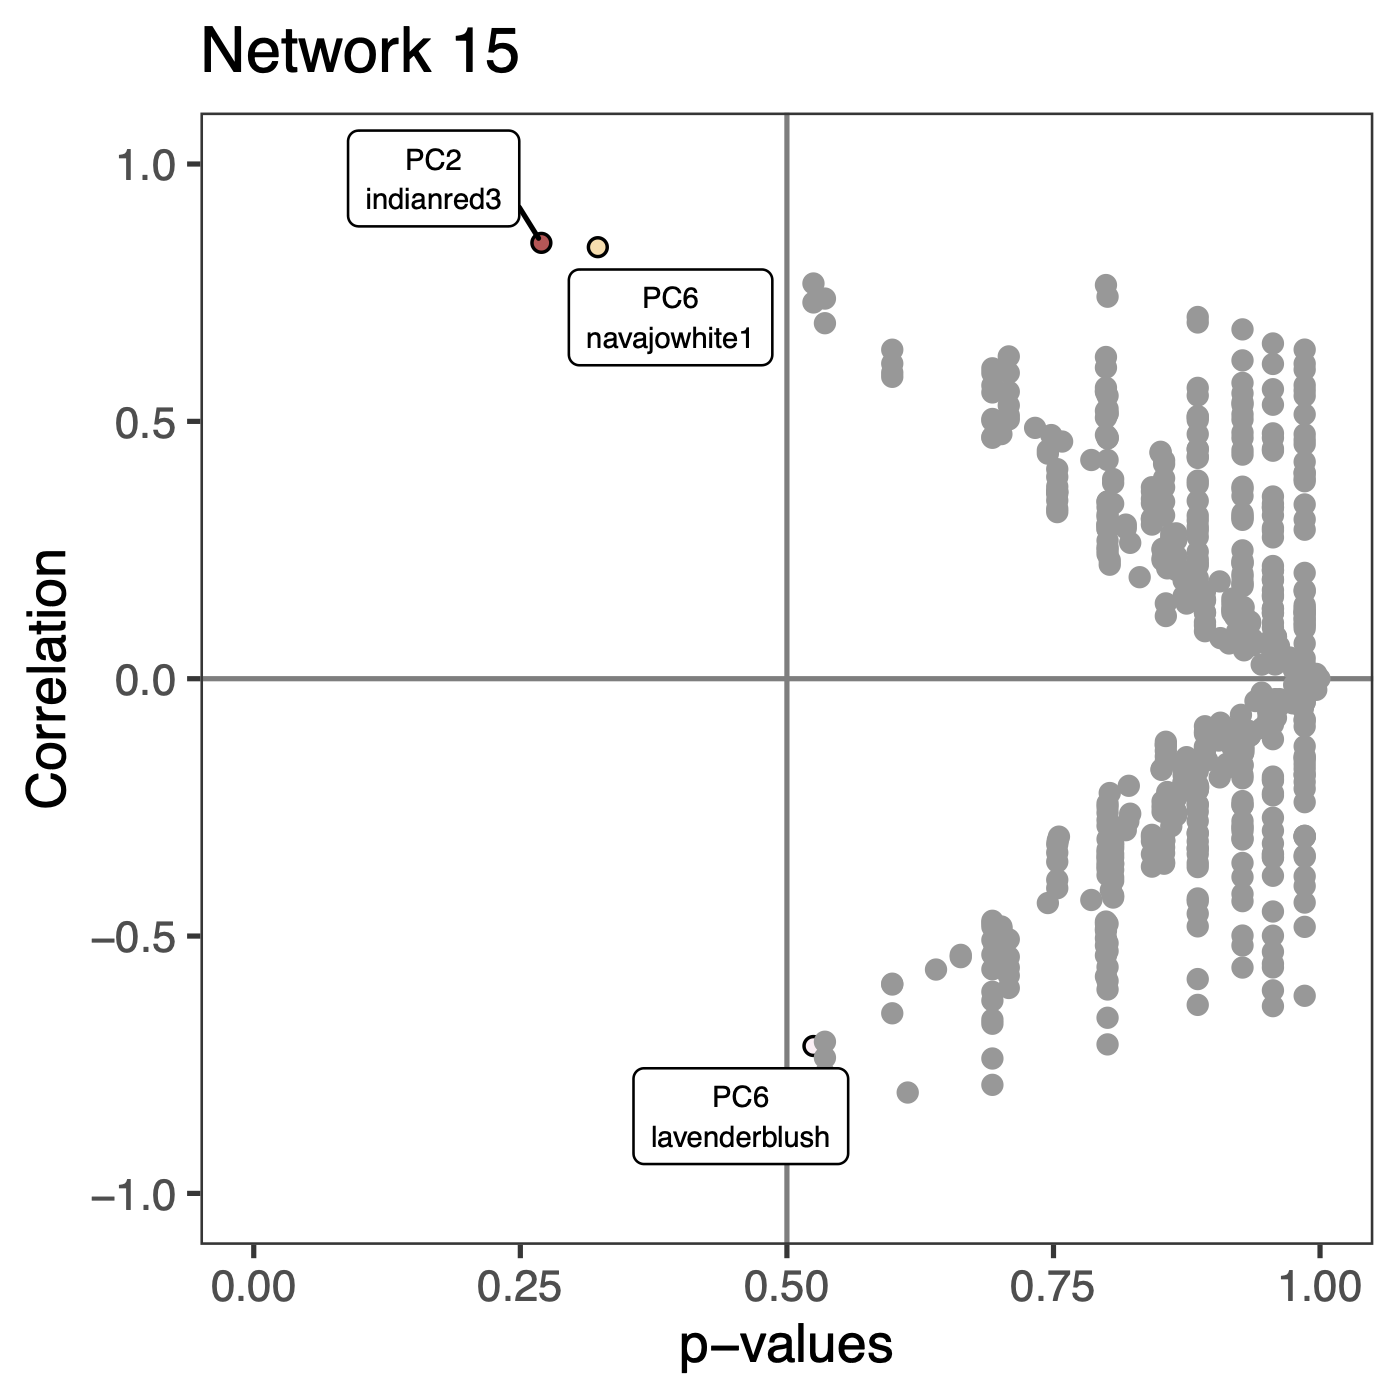 Network 15
PC2
indianred3
PC6
navajowhite1
PC6
lavenderblush
Correlation
1.0
0.5
0.0
−0.5
−1.0
0.00
0.25
0.50
0.75
1.00
p−values